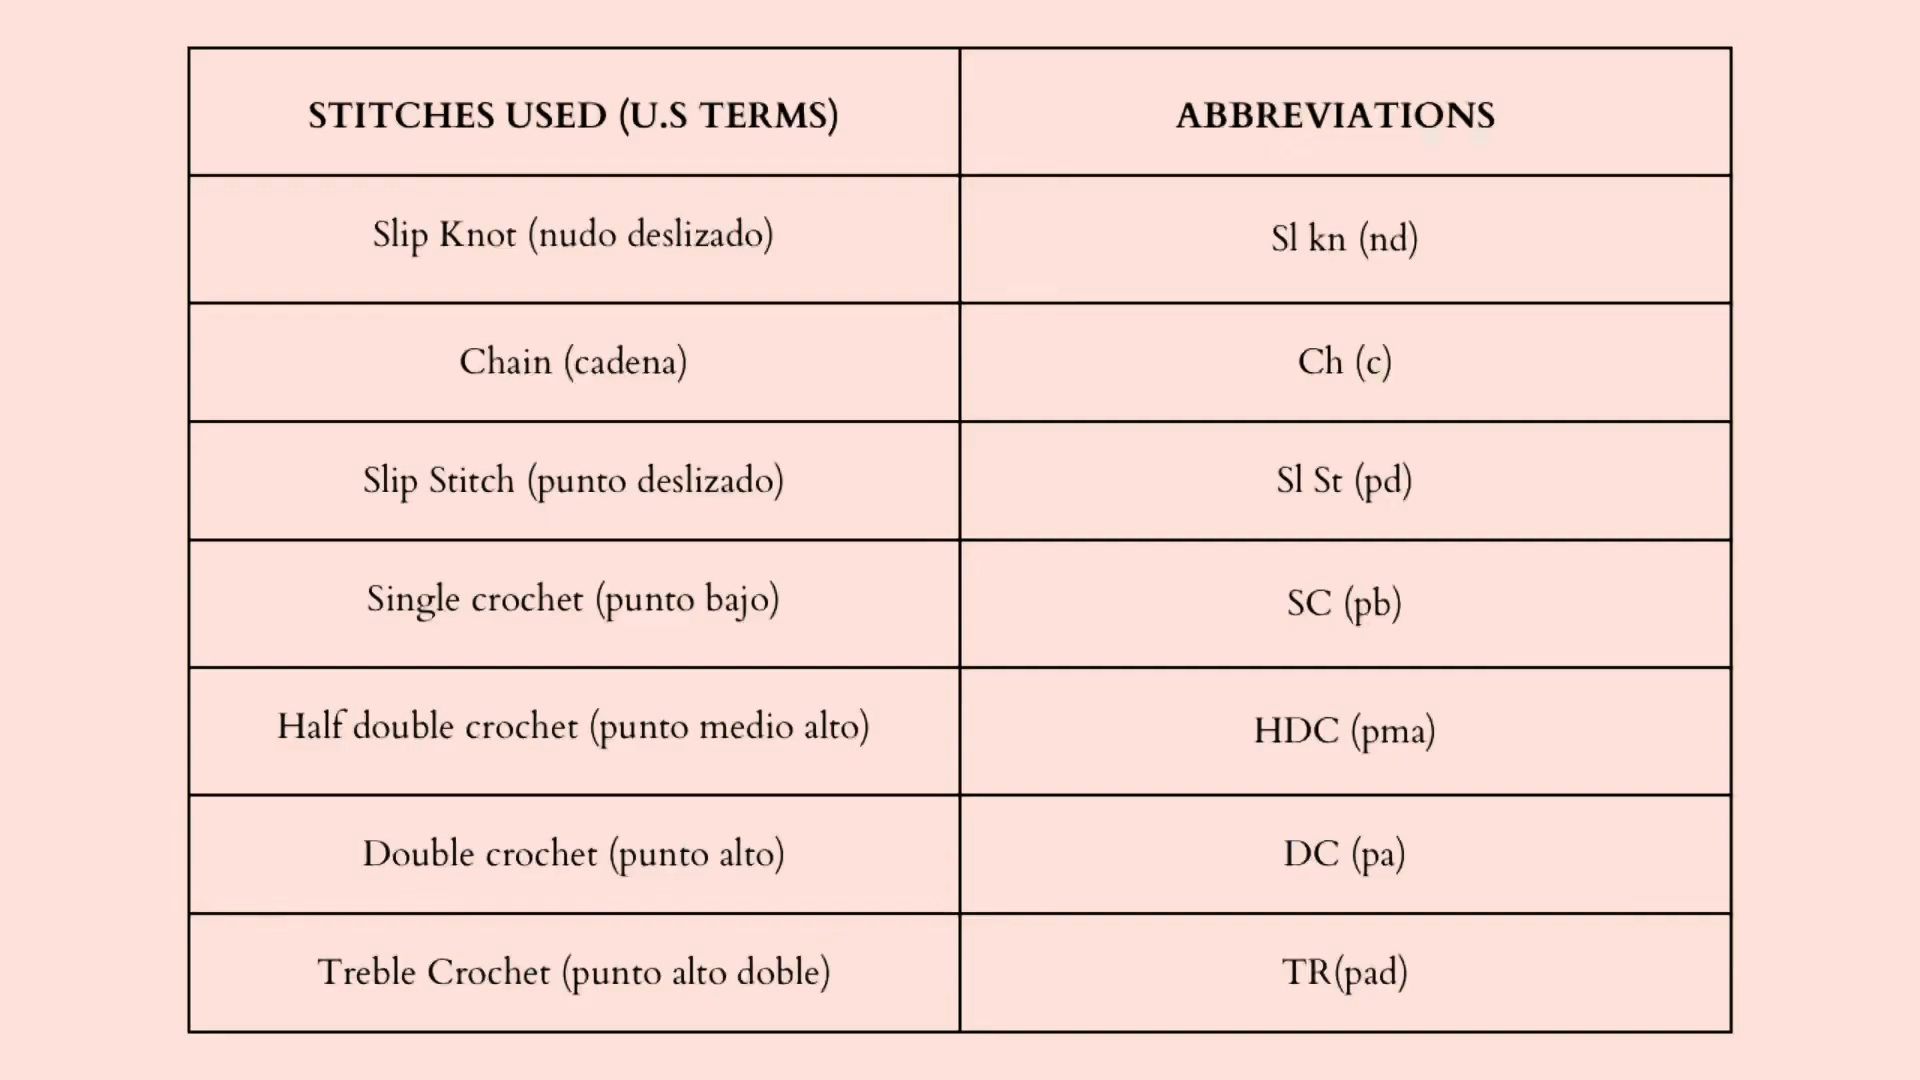 STITCHES USED (U.S TERMS)
ABBREVIATIONS
Slip Knot (nudo deslizado)
Sl kn (nd)
Chain (cadena)
Ch (c)
Slip Stitch (punto deslizado)
Sl St (pd)
Single crochet (punto bajo)
SC (pb)
Half double crochet (punto medio alto)
HDC (pma)
Double crochet (punto alto)
DC (pa)
Treble Crochet (punto alto doble)
TR(pad)